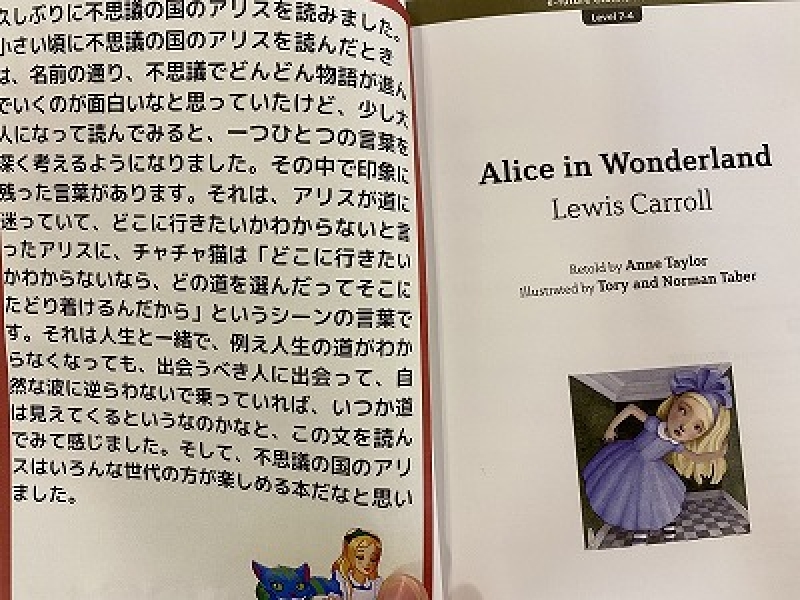 久しぶりに不思議の国のアリスを読みました。
小さい頃に不思議の国のアリスを読んだとき
は、名前の通り、不思議でどんどん物語が進ん
でいくのが面白いなと思っていたけど、少し大
人になって読んでみると、一つひとつの言葉を
深く考えるようになりました。その中で印象に
残った言葉があります。それは、アリスが道に
迷っていて、どこに行きたいかわからないと言
ったアリスに、チャチャ猫は「どこに行きたい
かわからないなら、どの道を選んだってそこに
たどり着けるんだから」というシーンの言葉で
す。それは人生と一緒で、例え人生の道がわか
らなくなっても、出会うべき人に出会って、自
然な波に逆らわないで乗っていれば、いつか道
は見えてくるというなのかなと、この文を読ん
でみて感じました。そして、不思議の国のアリ
スはいろんな世代の方が楽しめる本だなと思い
ました。
Level 7-4
Alice in Wonderland
Lewis Carroll
Retold by Anne Taylor
Illustrated by Tory and Norman Taber